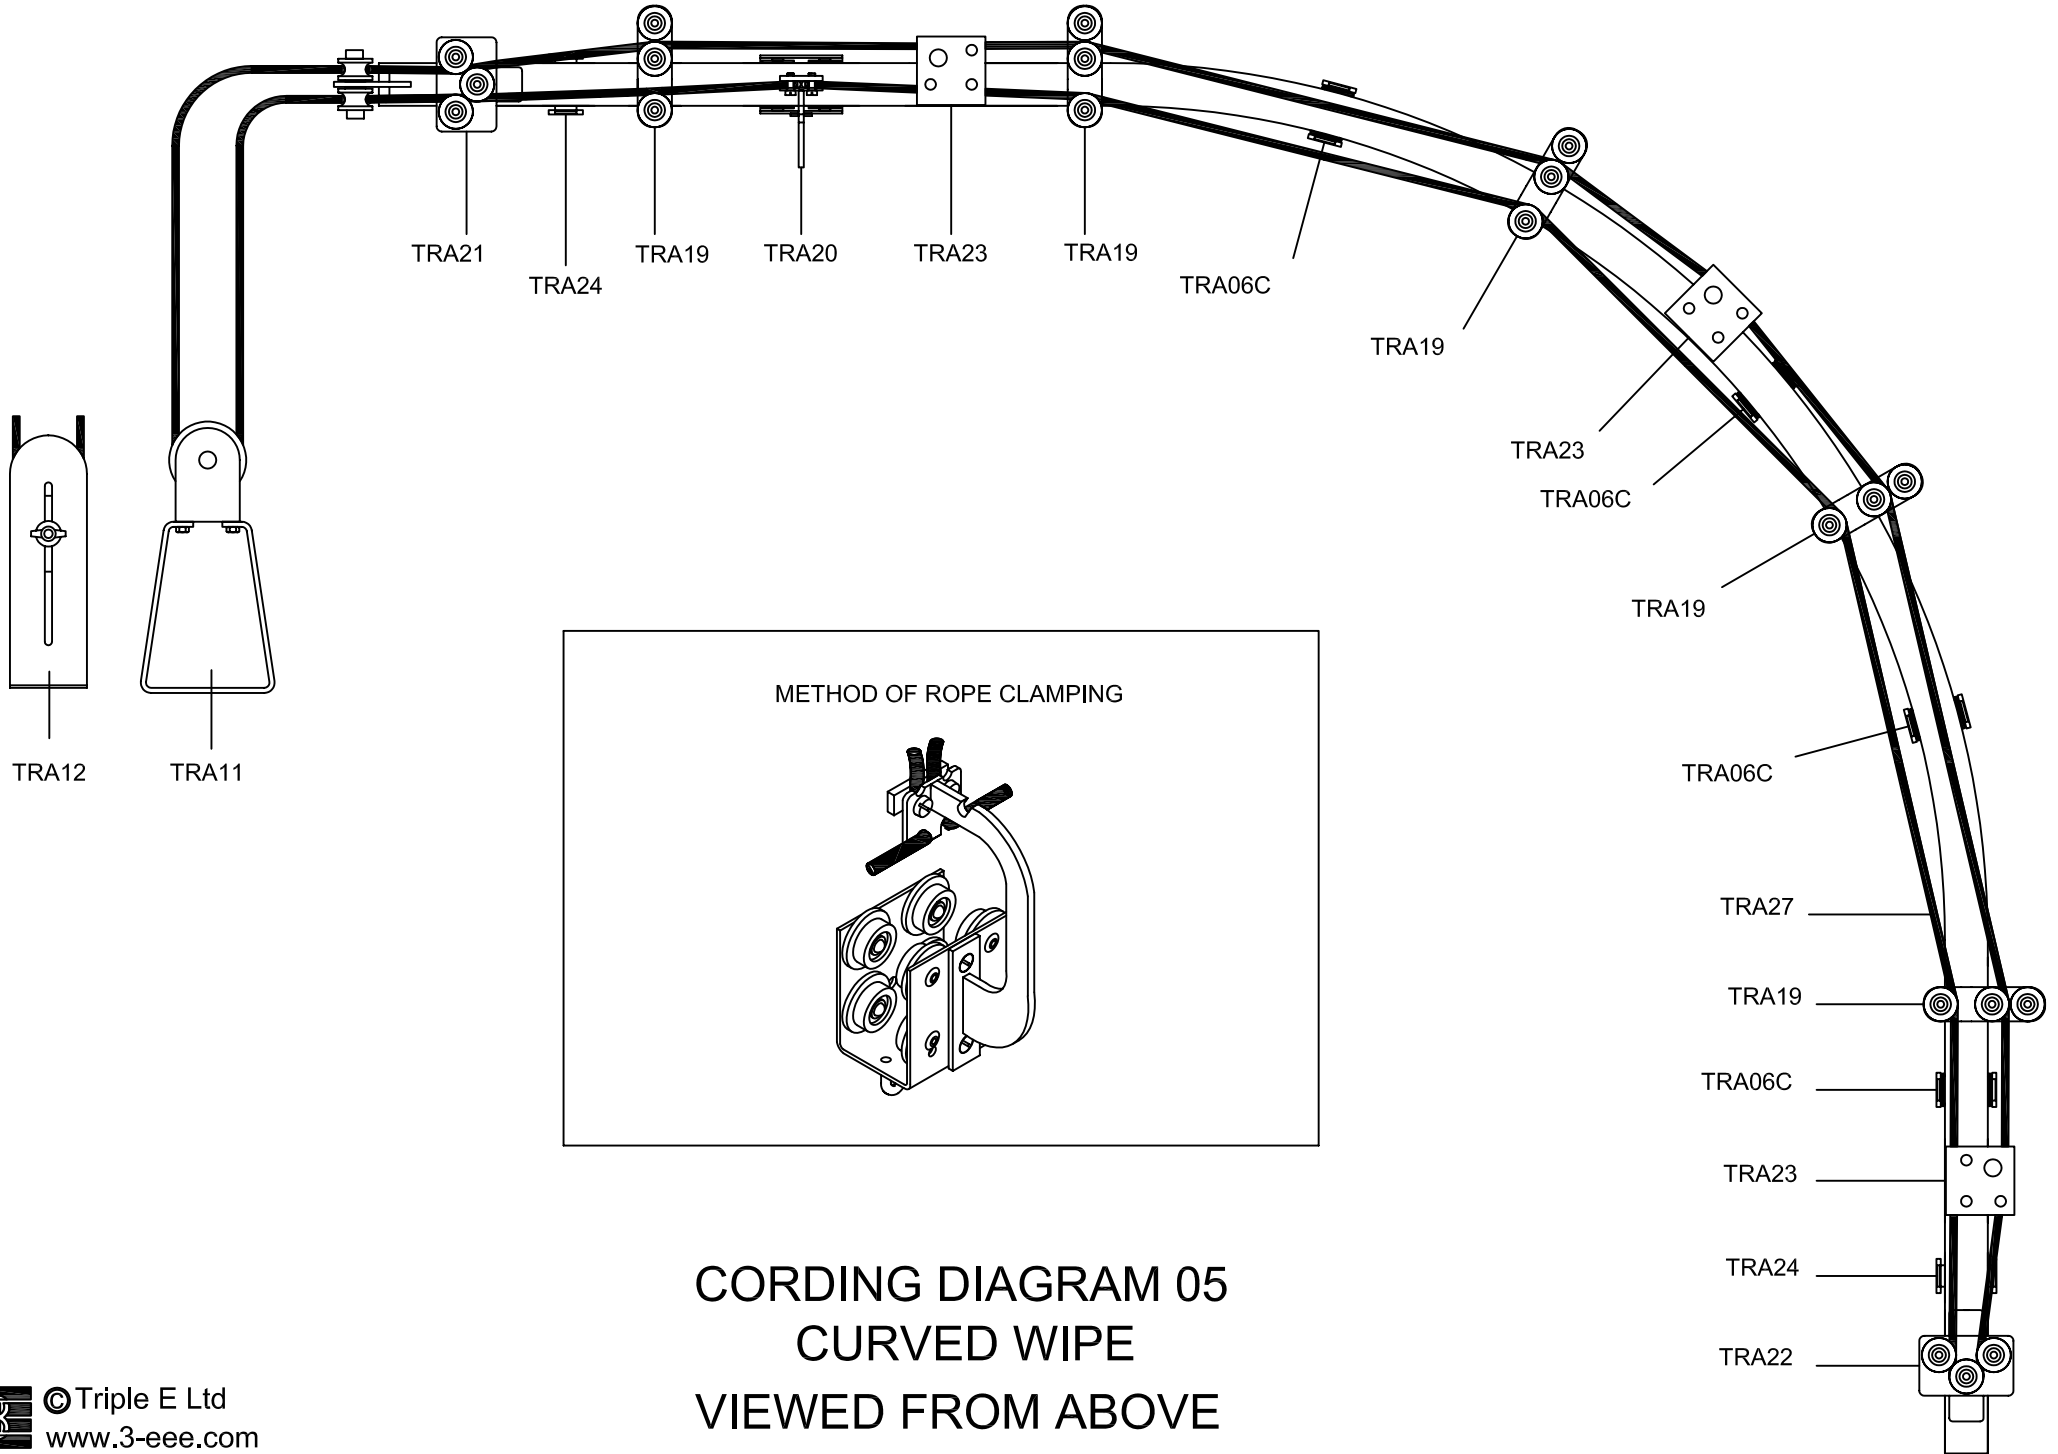 TRA21
TRA24
TRA19
TRA20
TRA23
TRA19
TRA06C
TRA19
TRA23
TRA06C
TRA19
TRA06C
TRA27
TRA19
TRA06C
TRA23
TRA24
TRA22
TRA12
TRA11
METHOD OF ROPE CLAMPING
CORDING DIAGRAM 05
CURVED WIPE
VIEWED FROM ABOVE
© Triple E Ltd
www.3-eee.com